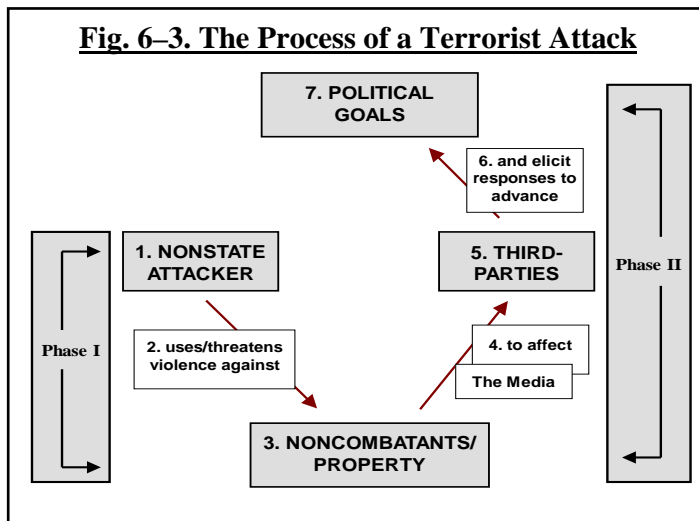 Fig. 6–3. The Process of a Terrorist Attack
7. POLITICAL
GOALS
6. and elicit
responses to
advance
1. NONSTATE
ATTACKER
5. THIRD-
PARTIES
Phase II
Phase I
2. uses/threatens
violence against
4. to affect
The Media
3. NONCOMBATANTS/
PROPERTY